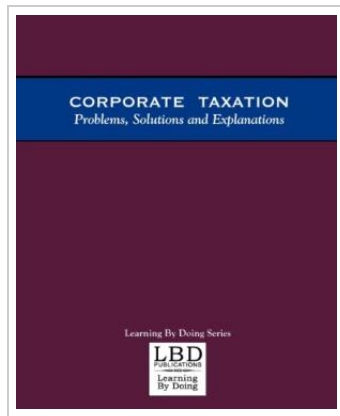 CORPORATE TAXATION
Problems, Solutions and Explanations
Learning By Doing Series
LBD
PUBLICATIONS
Learning
By Doing